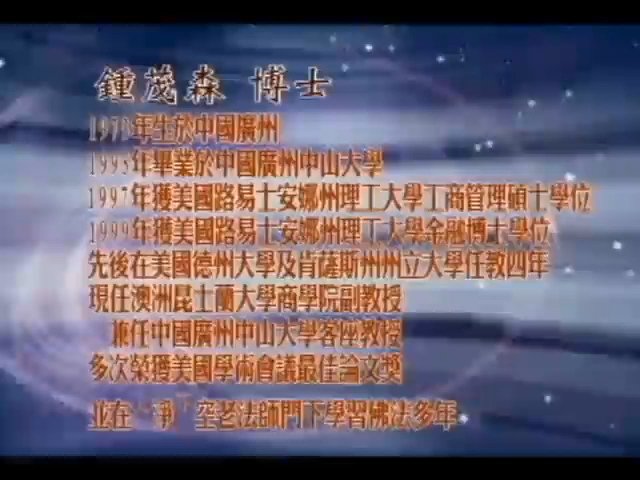 鍾茂森 博士
1973年生於中國廣州
1995年畢業於中國廣州中山大學
1997年獲美國路易士安娜州理工大學工商管理碩士學位
1999年獲美國路易士安娜州理工大學金融博士學位
先後在美國德州大學及肯薩斯州州立大學任教四年
現任澳洲昆士蘭大學商學院副教授
兼任中國廣州中山大學客座教授
多次榮獲美國學術會議最佳論文獎
並在「淨」空老法師門下學習佛法多年